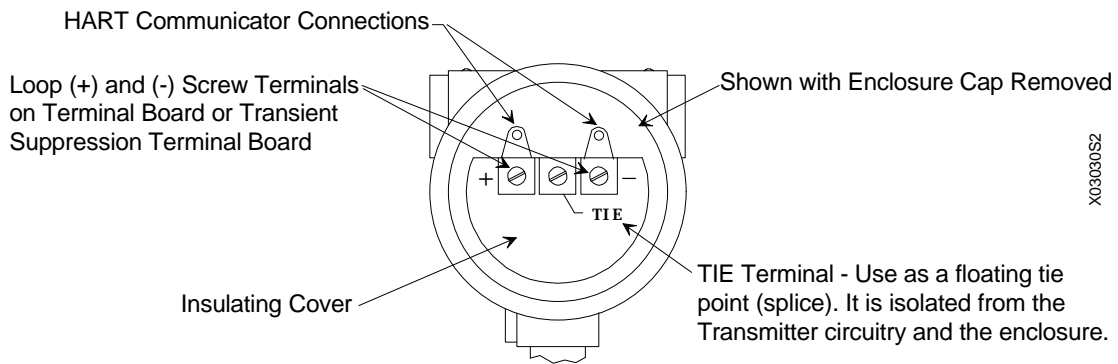 HART Communicator Connections
Loop (+) and (-) Screw Terminals
on Terminal Board or Transient
Suppression Terminal Board
Shown with Enclosure Cap Removed
X03030S2
+
−
TIE
Insulating Cover
TIE Terminal - Use as a floating tie
point (splice). It is isolated from the
Transmitter circuitry and the enclosure.